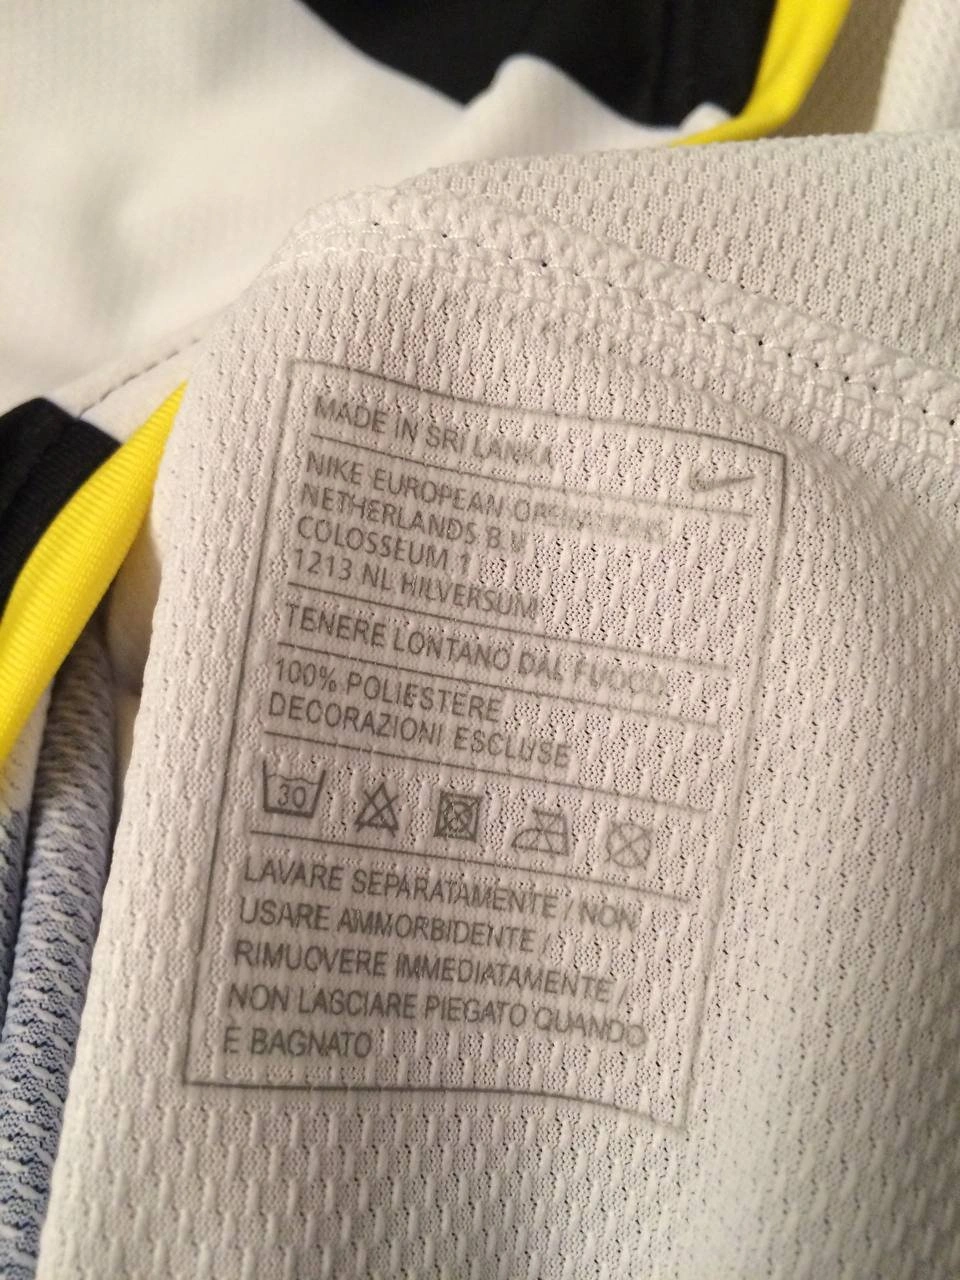 MADE IN SRI LANKA
NIKE EUROPEAN OPERATIONS
NETHERLANDS B.V
COLOSSEUM 1
1213 NL HILVERSUM
TENERE LONTANO DAL FUOCO
100% POLIESTERE
DECORAZIONI ESCLUSE
30
LAVARE SEPARATAMENTE / NON
USARE AMMORBIDENTE /
RIMUOVERE IMMEDIATAMENTE /
NON LASCIARE PIEGATO QUANDO
È BAGNATO